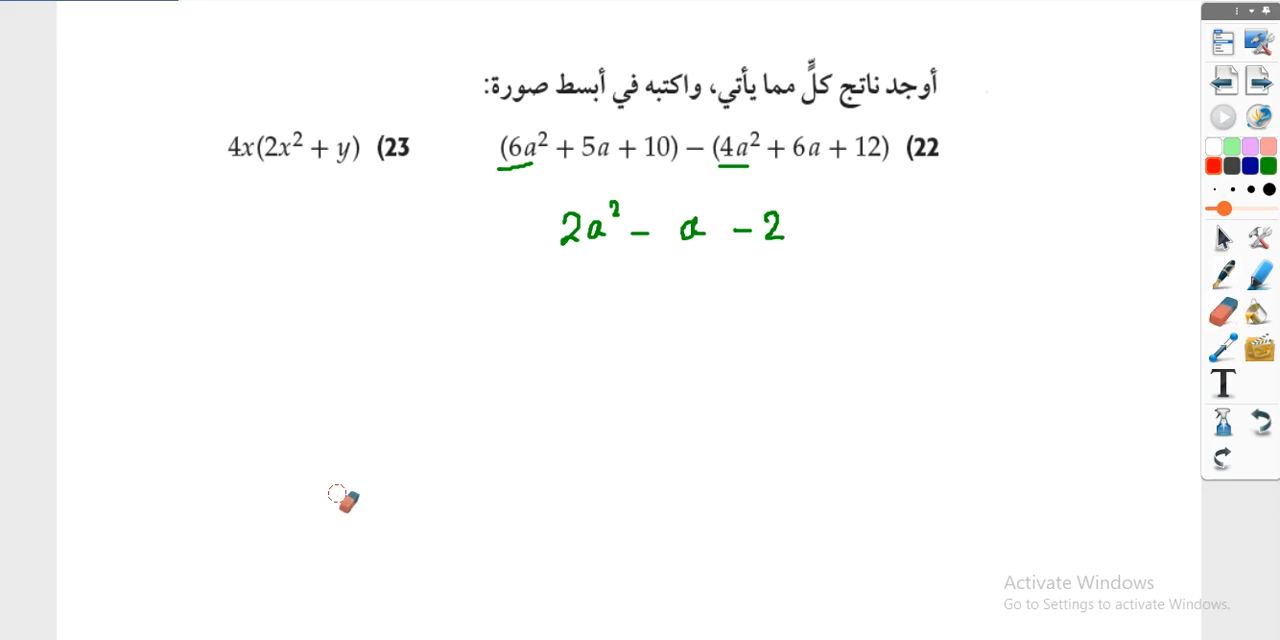 أوجد ناتج كلٍّ مما يأتي، واكتبه في أبسط صورة:
22) (6a² + 5a + 10) − (4a² + 6a + 12)
23) 4x(2x² + y)
2a² - a - 2
T
Activate Windows
Go to Settings to activate Windows.